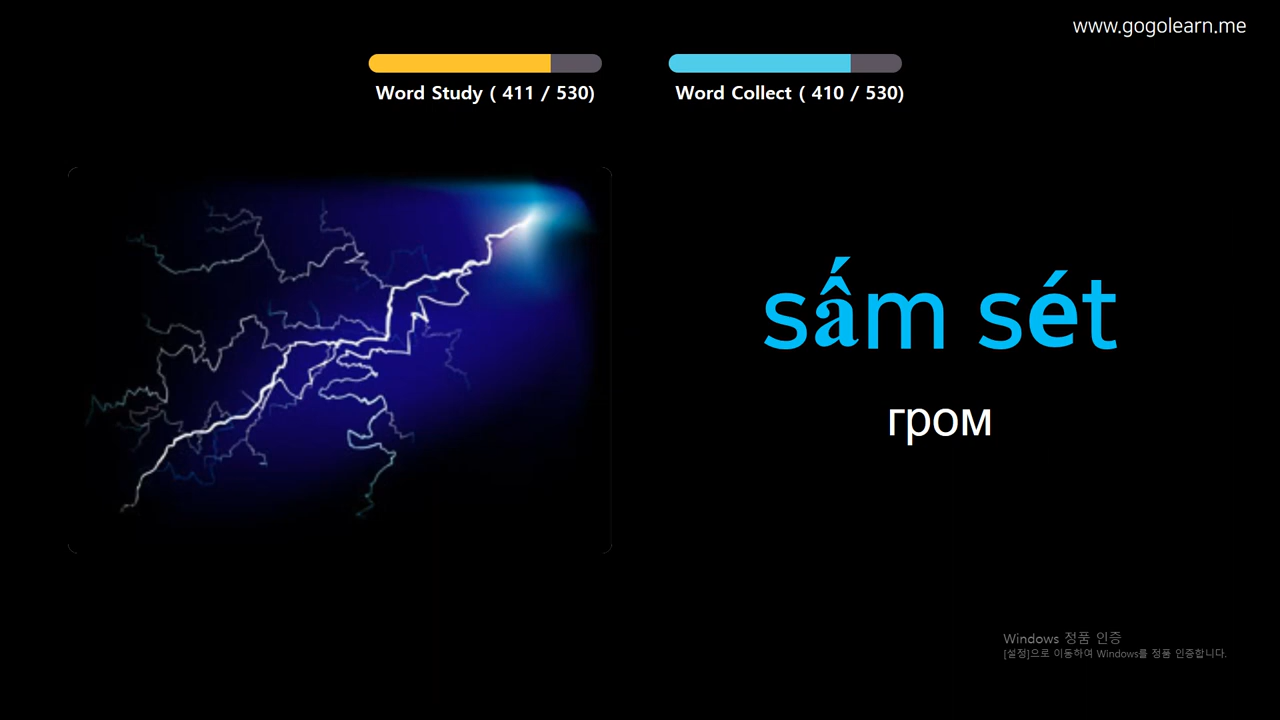 www.gogolearn.me
Word Study ( 411 / 530)
Word Collect ( 410 / 530)
sấm sét
гром
Windows 정품 인증
[설정]으로 이동하여 Windows를 정품 인증합니다.